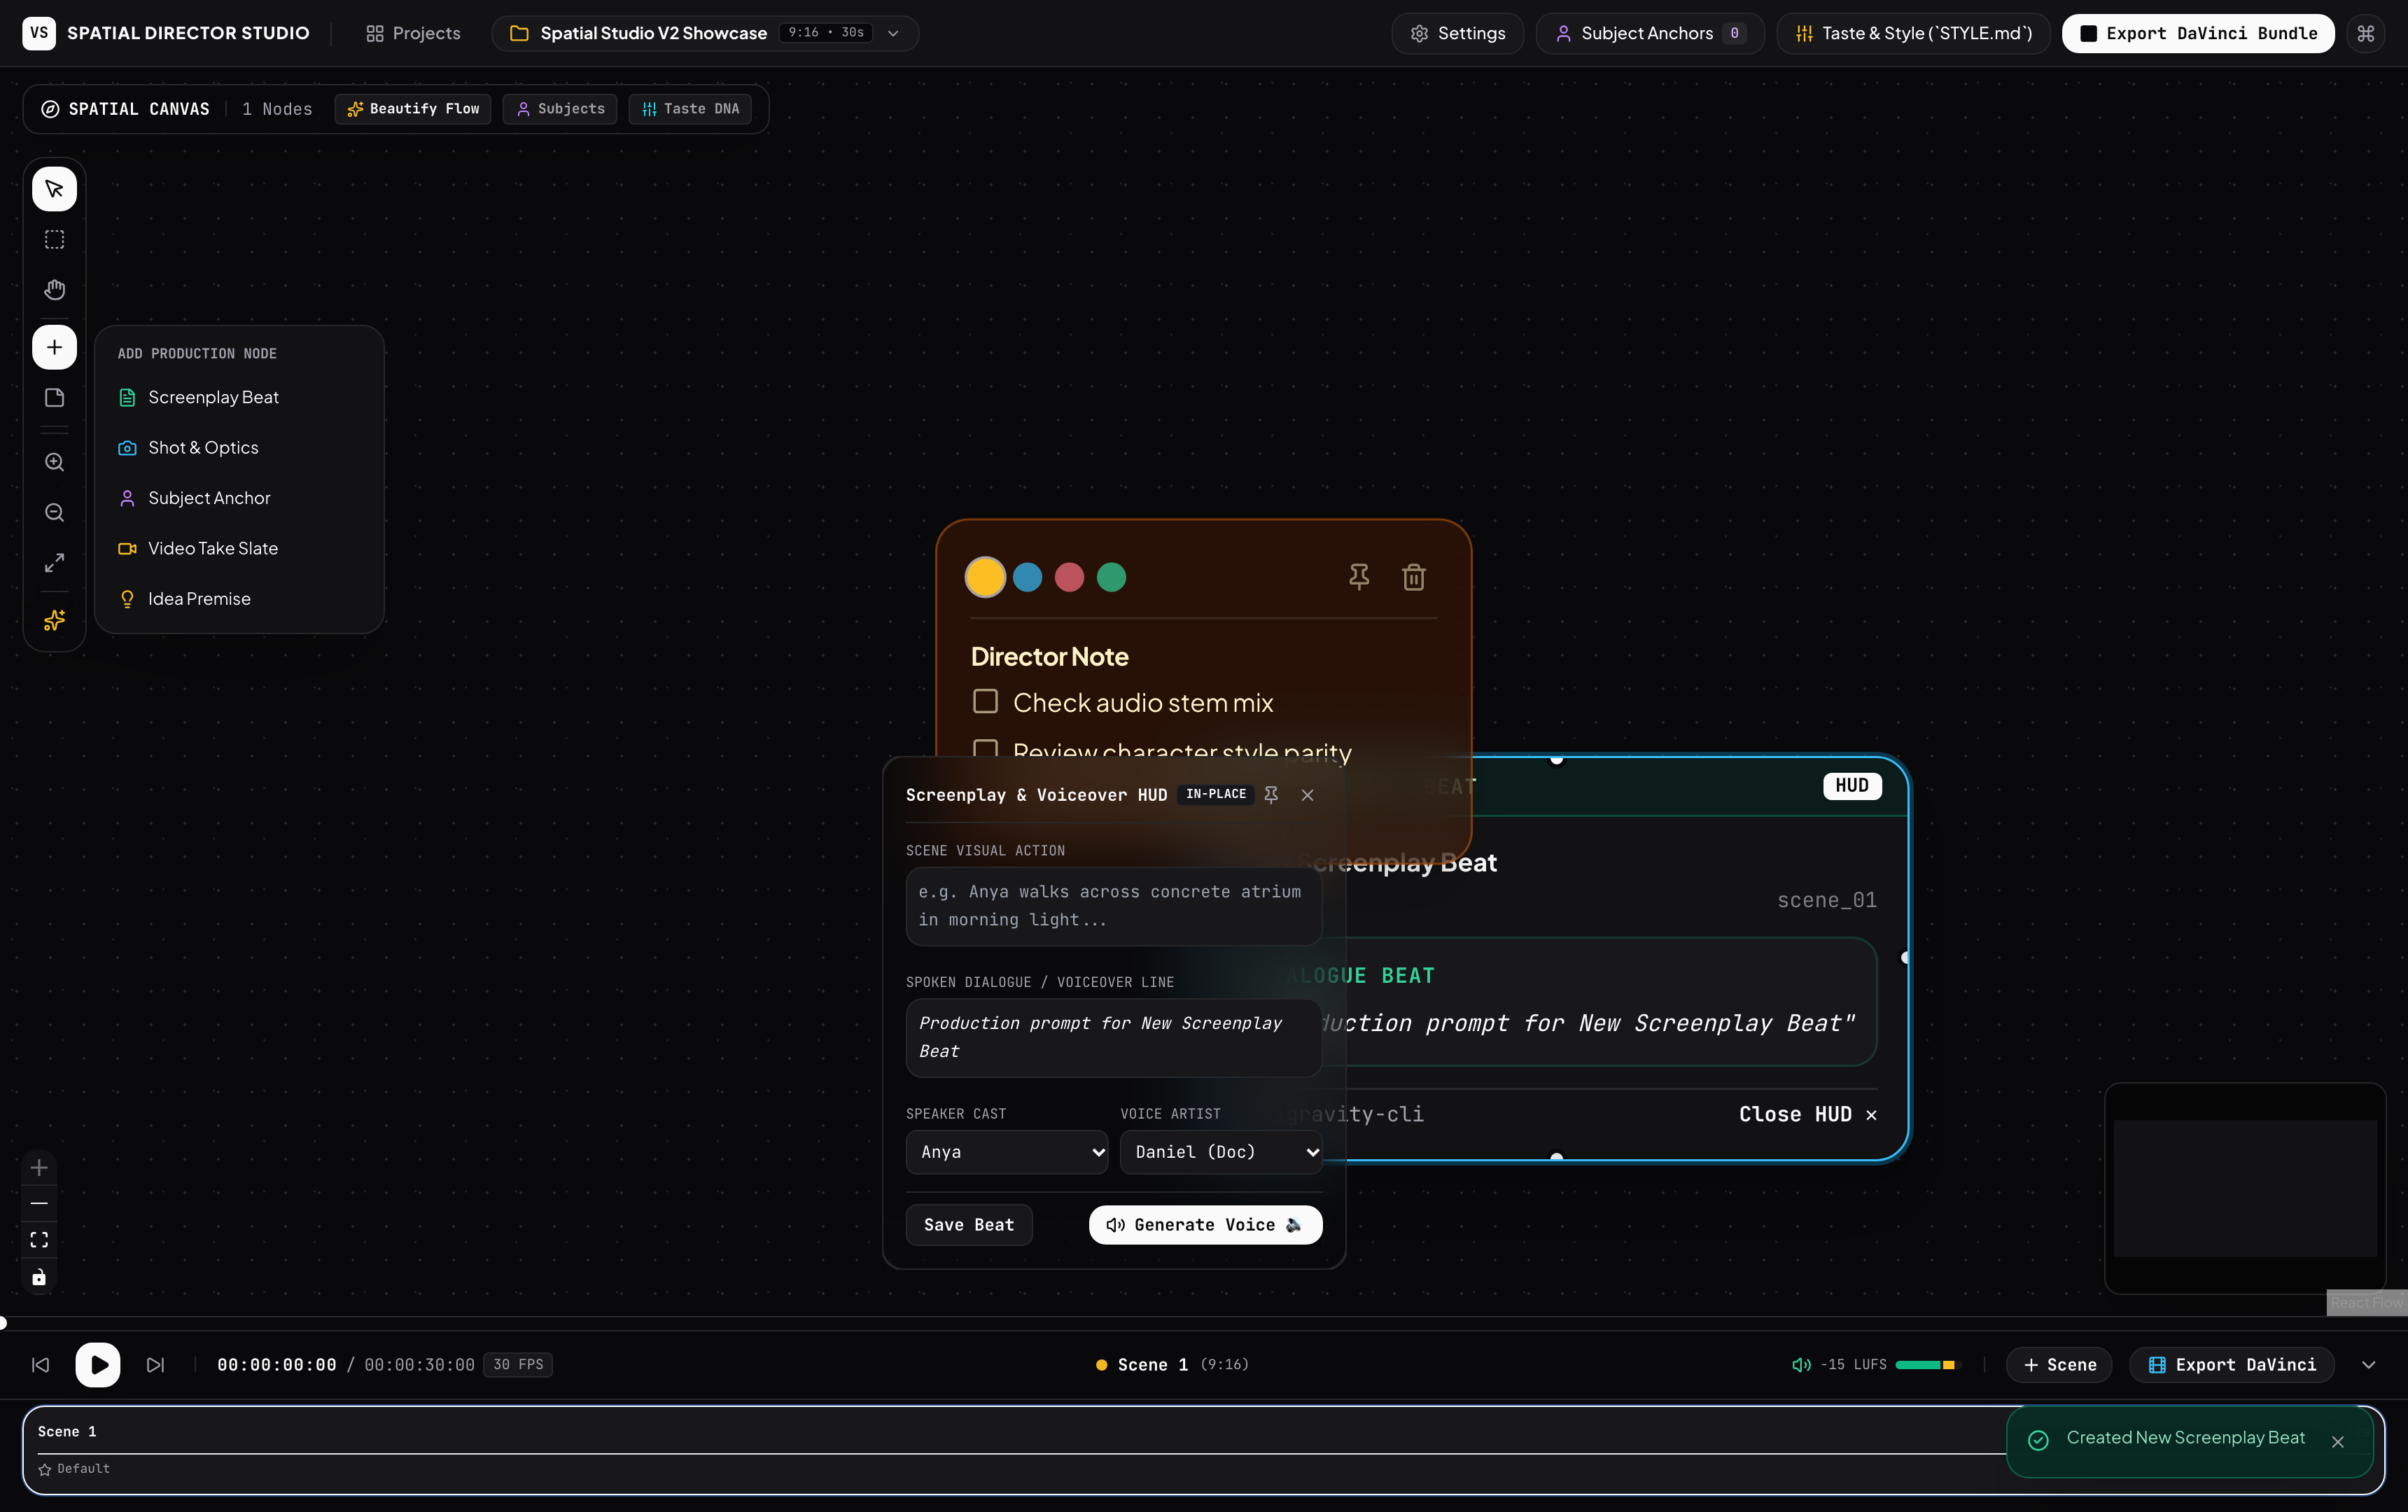 VS SPATIAL DIRECTOR STUDIO Projects Spatial Studio V2 Showcase 9:16 • 30s Settings Subject Anchors 0 Taste & Style (`STYLE.md`) Export DaVinci Bundle ⌘
SPATIAL CANVAS 1 Nodes Beautify Flow Subjects Taste DNA
ADD PRODUCTION NODE
Screenplay Beat
Shot & Optics
Subject Anchor
Video Take Slate
Idea Premise
Director Note
Check audio stem mix
Review character style parity
BEAT HUD
Screenplay & Voiceover HUD IN-PLACE
SCENE VISUAL ACTION
e.g. Anya walks across concrete atrium
in morning light...
SPOKEN DIALOGUE / VOICEOVER LINE
Production prompt for New Screenplay
Beat
SPEAKER CAST VOICE ARTIST
Anya Daniel (Doc)
Save Beat Generate Voice 🔉
Screenplay Beat
scene_01
ALOGUE BEAT
duction prompt for New Screenplay Beat"
gravity-cli Close HUD ×
React Flow
00:00:00:00 / 00:00:30:00 30 FPS Scene 1 (9:16) -15 LUFS + Scene Export DaVinci
Scene 1
Default
Created New Screenplay Beat